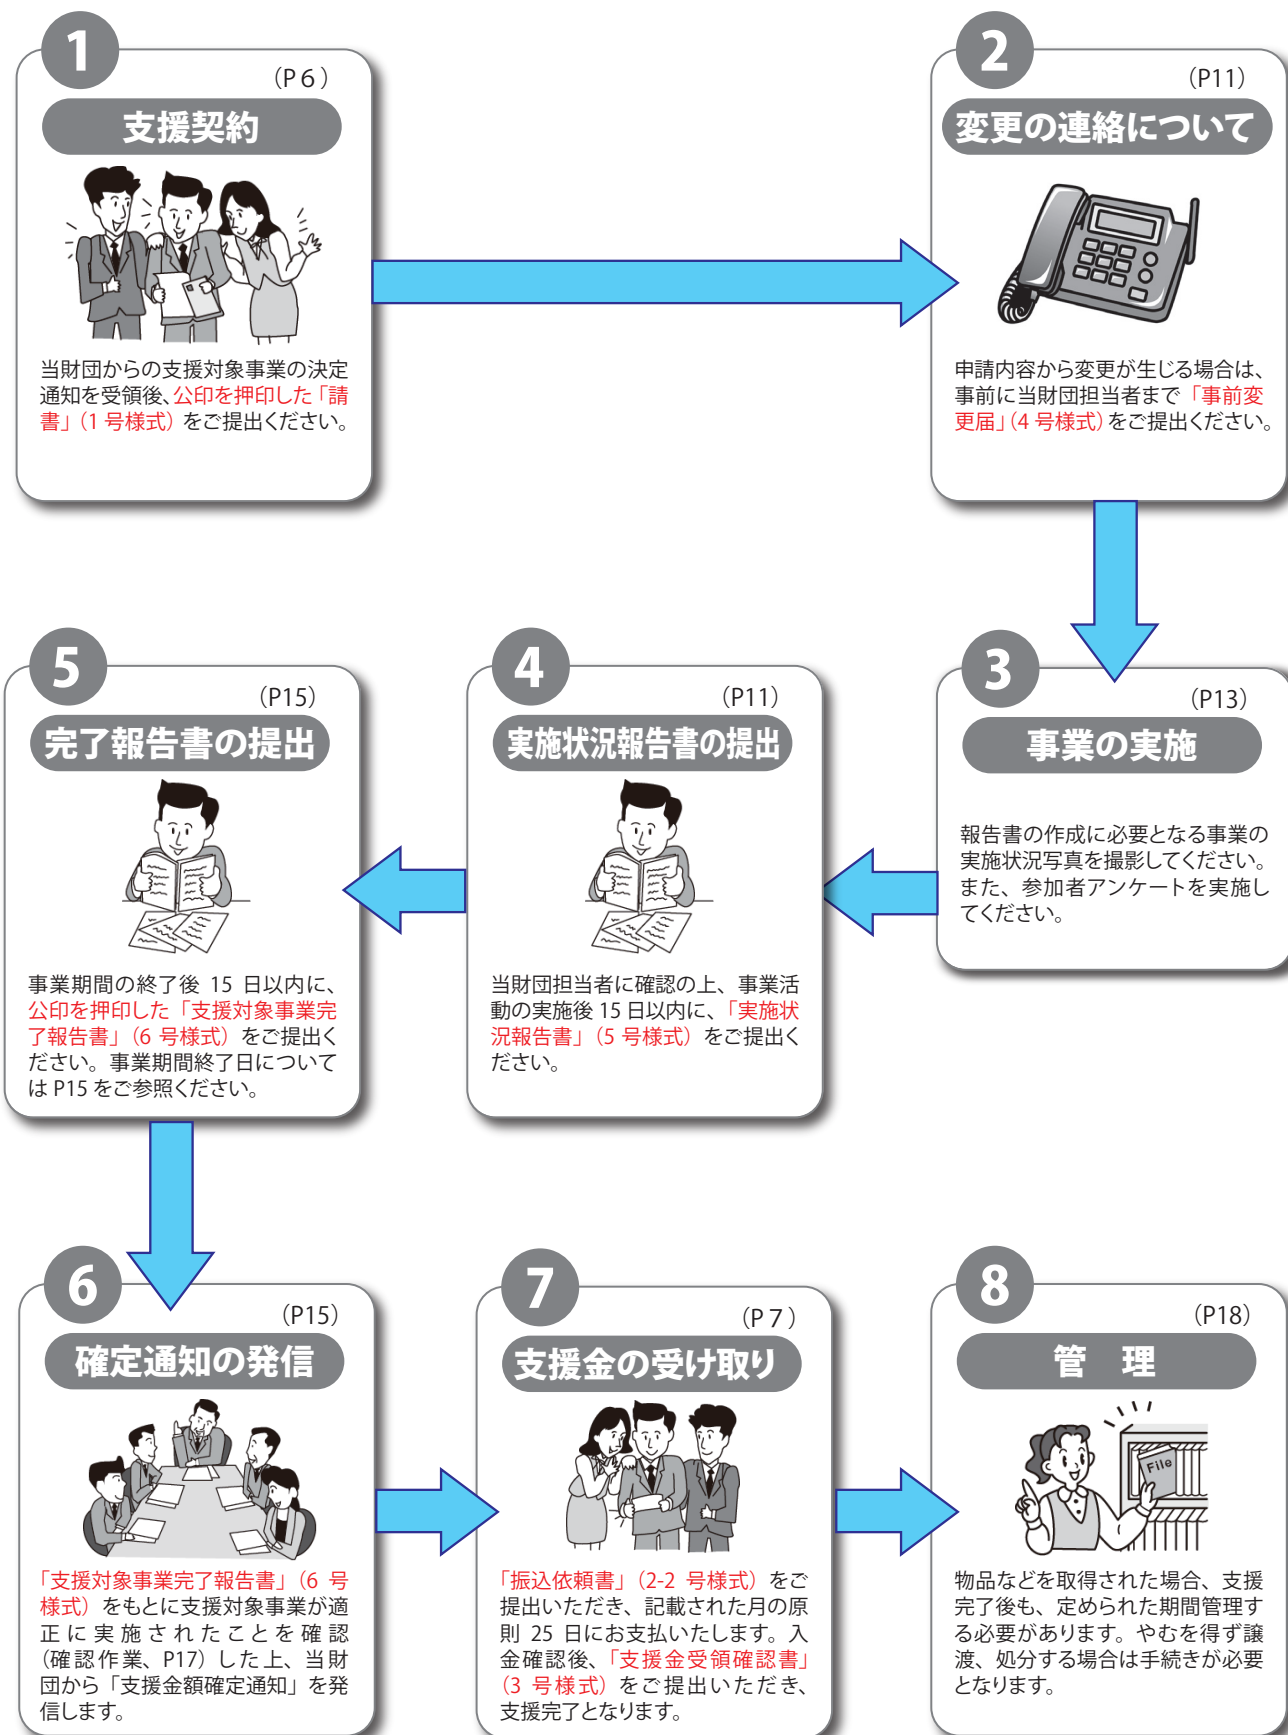 1
（P６）
支援契約
当財団からの支援対象事業の決定
通知を受領後、公印を押印した「請
書」（1 号様式）をご提出ください。
2
（P11）
変更の連絡について
申請内容から変更が生じる場合は、
事前に当財団担当者まで「事前変
更届」（4 号様式）をご提出ください。
3
（P13）
事業の実施
報告書の作成に必要となる事業の
実施状況写真を撮影してください。
また、参加者アンケートを実施し
てください。
4
（P11）
実施状況報告書の提出
当財団担当者に確認の上、事業活
動の実施後 15 日以内に、「実施状
況報告書」（5 号様式）をご提出く
ださい。
5
（P15）
完了報告書の提出
事業期間の終了後 15 日以内に、
公印を押印した「支援対象事業完
了報告書」（6 号様式）をご提出く
ださい。事業期間終了日について
は P15 をご参照ください。
6
（P15）
確定通知の発信
「支援対象事業完了報告書」（6 号
様式）をもとに支援対象事業が適
正に実施されたことを確認
（確認作業、P17）した上、当財
団から「支援金額確定通知」を発
信します。
7
（P７）
支援金の受け取り
「振込依頼書」（2-2 号様式）をご
提出いただき、記載された月の原
則 25 日にお支払いたします。入
金確認後、「支援金受領確認書」
（3 号様式）をご提出いただき、
支援完了となります。
8
（P18）
管　理
File
物品などを取得された場合、支援
完了後も、定められた期間管理す
る必要があります。やむを得ず譲
渡、処分する場合は手続きが必要
となります。